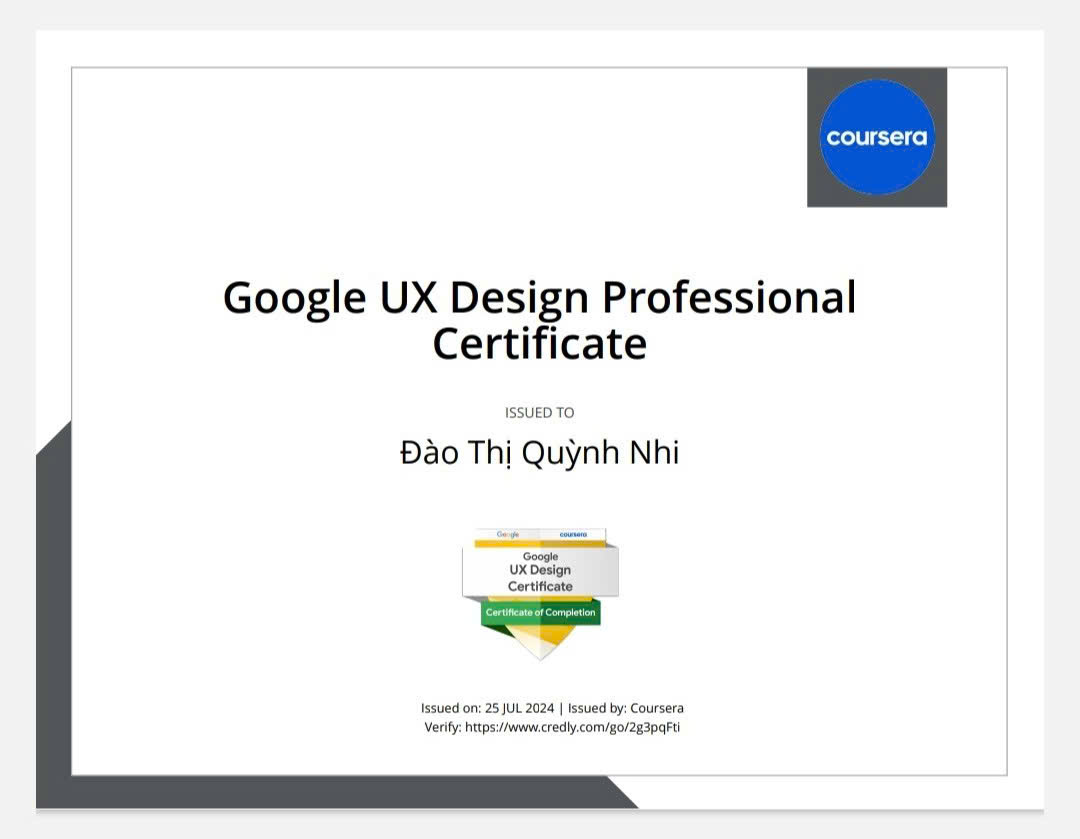 coursera
Google UX Design Professional
Certificate
ISSUED TO
Đào Thị Quỳnh Nhi
Google coursera
Google
UX Design
Certificate
Certificate of Completion
Issued on: 25 JUL 2024 | Issued by: Coursera
Verify: https://www.credly.com/go/2g3pqFti